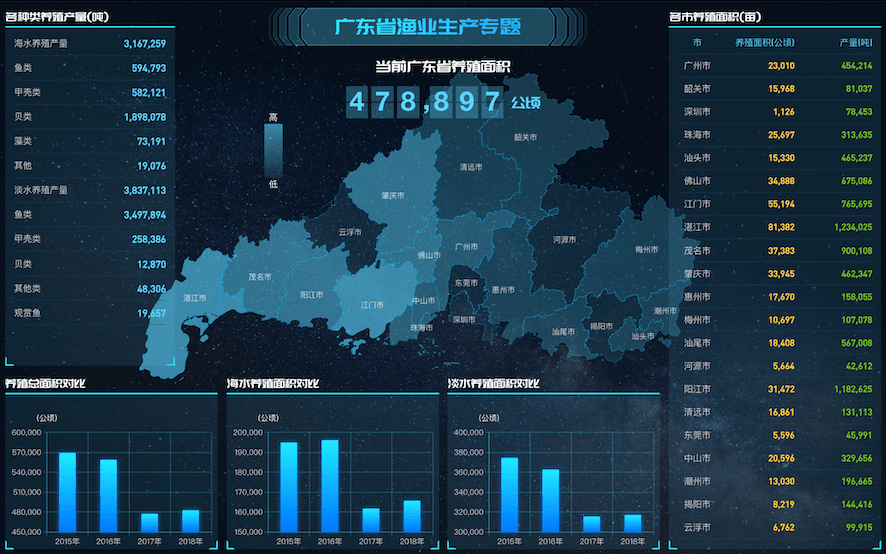 广东省渔业生产专题
各种类养殖产量(吨)
海水养殖产量 3,167,259
鱼类 594,793
甲壳类 582,121
贝类 1,898,078
藻类 73,191
其他 19,076
淡水养殖产量 3,837,113
鱼类 3,497,894
甲壳类 258,386
贝类 12,870
其他类 48,306
观赏鱼 19,657
当前广东省养殖面积
478,897 公顷
高
低
韶关市
清远市
肇庆市
云浮市
河源市
梅州市
广州市
佛山市
茂名市
东莞市
惠州市
湛江市
阳江市
江门市
中山市
潮州市
深圳市
珠海市
汕尾市
揭阳市
汕头市
各市养殖面积(亩)
市 养殖面积(公顷) 产量(吨)
广州市 23,010 454,214
韶关市 15,968 81,037
深圳市 1,126 78,453
珠海市 25,697 313,635
汕头市 15,330 465,237
佛山市 34,888 675,086
江门市 55,194 765,695
湛江市 81,382 1,234,025
茂名市 37,383 900,108
肇庆市 33,945 462,347
惠州市 17,670 158,055
梅州市 10,697 107,078
汕尾市 18,408 567,008
河源市 5,664 42,612
阳江市 31,472 1,182,625
清远市 16,861 131,113
东莞市 5,596 45,991
中山市 20,596 329,656
潮州市 13,030 196,665
揭阳市 8,219 144,416
云浮市 6,762 99,915
养殖总面积对比
(公顷)
600,000
570,000
540,000
510,000
480,000
450,000
2015年 2016年 2017年 2018年
海水养殖面积对比
(公顷)
200,000
190,000
180,000
170,000
160,000
150,000
2015年 2016年 2017年 2018年
淡水养殖面积对比
(公顷)
400,000
380,000
360,000
340,000
320,000
300,000
2015年 2016年 2017年 2018年